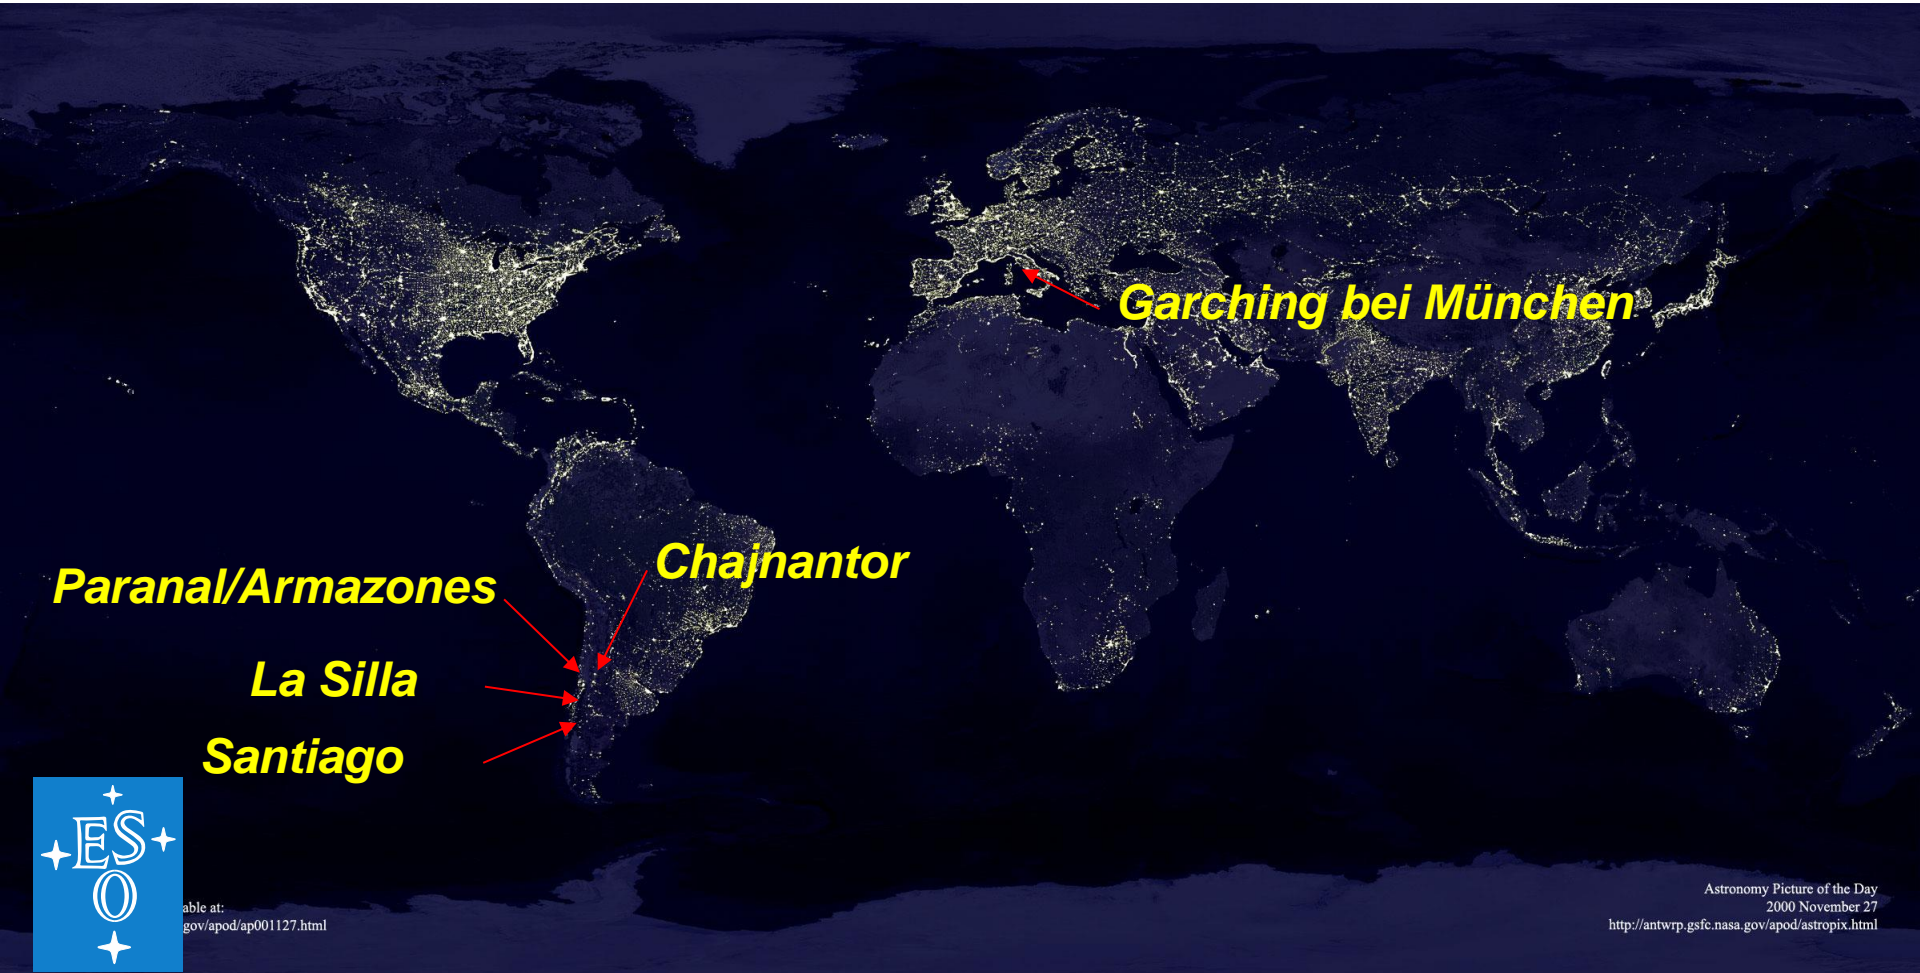 Garching bei München
Chajnantor
Paranal/Armazones
La Silla
Santiago
ES
O
able at:
gov/apod/ap001127.html
Astronomy Picture of the Day
2000 November 27
http://antwrp.gsfc.nasa.gov/apod/astropix.html